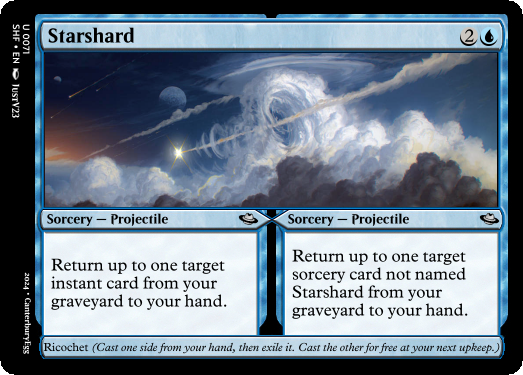 Starshard
2
Sorcery — Projectile
Return up to one target
instant card from your
graveyard to your hand.
Sorcery — Projectile
Return up to one target
sorcery card not named
Starshard from your
graveyard to your hand.
Ricochet (Cast one side from your hand, then exile it. Cast the other for free at your next upkeep.)
U 0071
SHF • EN IustV23
2024 • CanterburyEgg